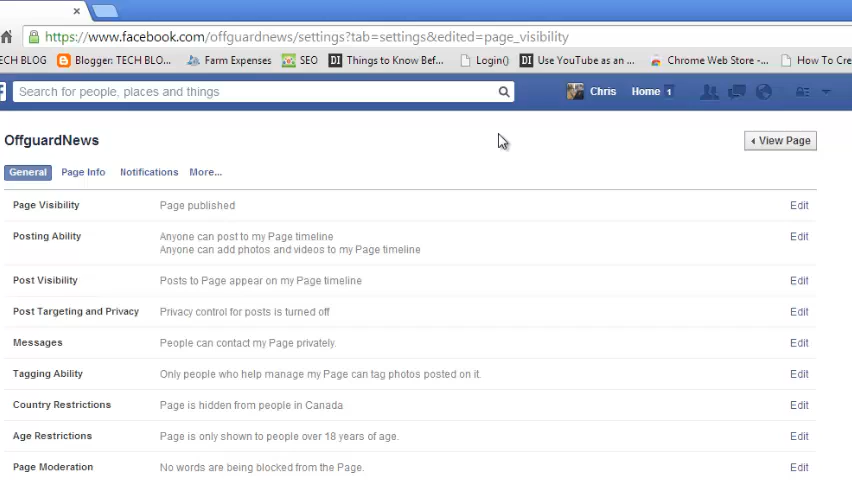 https://www.facebook.com/offguardnews/settings?tab=settings&edited=page_visibility
ECH BLOG Blogger: TECH BLO... Farm Expenses SEO Things to Know Bef... Login() Use YouTube as an ... Chrome Web Store -... How To Cre
Search for people, places and things Chris Home 1
OffguardNews View Page
General Page Info Notifications More...
Page Visibility Page published Edit
Posting Ability Anyone can post to my Page timeline Edit
Anyone can add photos and videos to my Page timeline
Post Visibility Posts to Page appear on my Page timeline Edit
Post Targeting and Privacy Privacy control for posts is turned off Edit
Messages People can contact my Page privately. Edit
Tagging Ability Only people who help manage my Page can tag photos posted on it. Edit
Country Restrictions Page is hidden from people in Canada Edit
Age Restrictions Page is only shown to people over 18 years of age. Edit
Page Moderation No words are being blocked from the Page. Edit